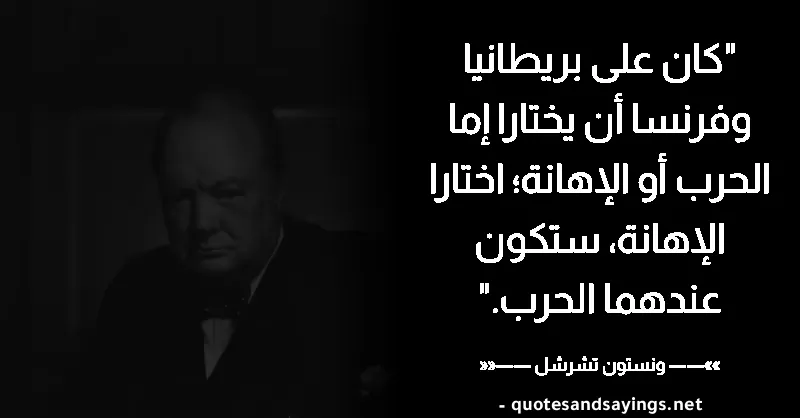 "كان على بريطانيا
وفرنسا أن يختارا إما
الحرب أو الإهانة؛ اختارا
الإهانة، ستكون
عندهما الحرب."
»»——— ونستون تشرشل ———««
- quotesandsayings.net